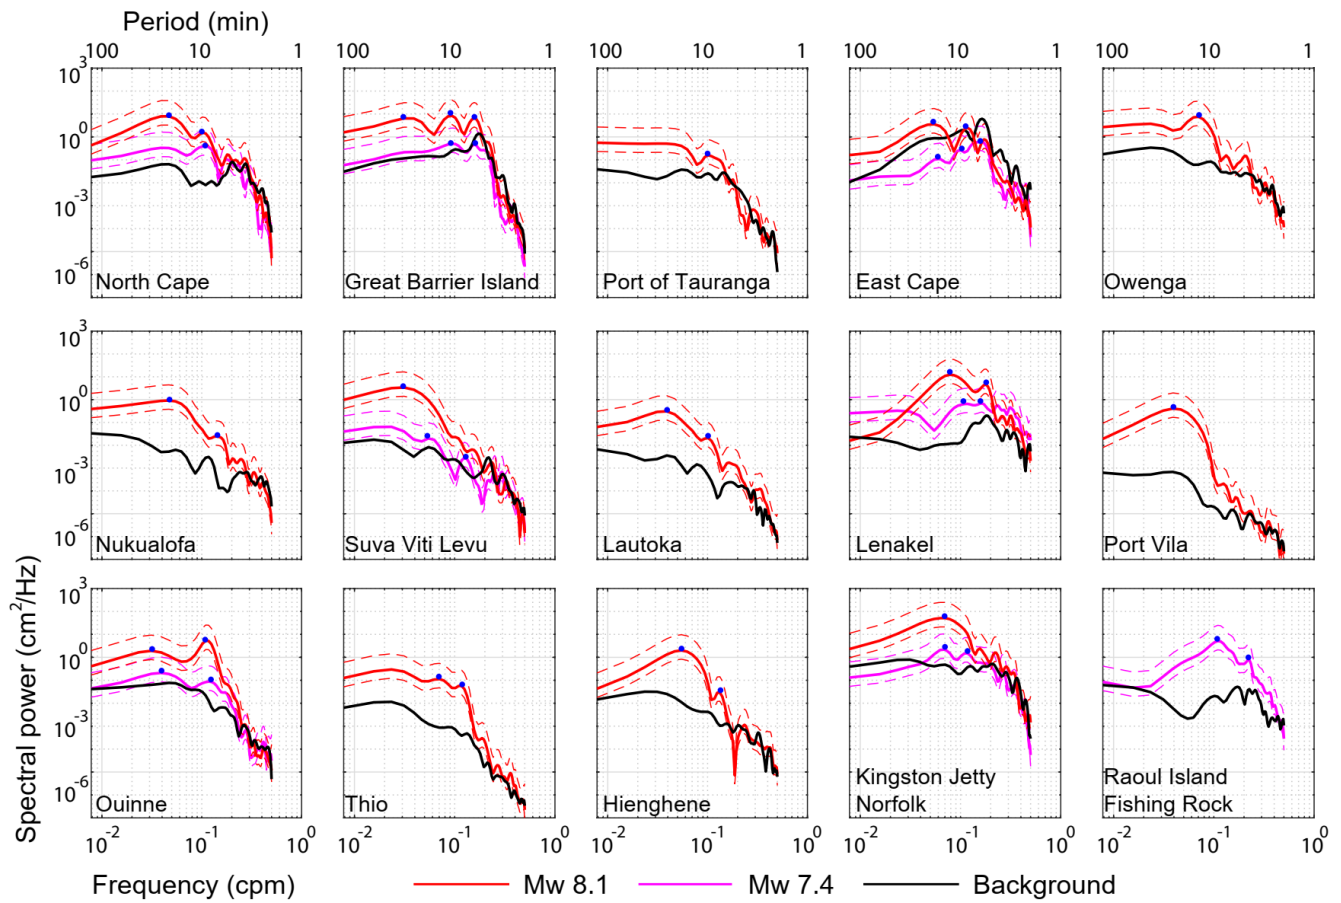 Period (min)
100 10 1 100 10 1 100 10 1 100 10 1 100 10 1
10³
10⁰
10⁻³
10⁻⁶
North Cape Great Barrier Island Port of Tauranga East Cape Owenga
10³
10⁰
10⁻³
10⁻⁶
Nukualofa Suva Viti Levu Lautoka Lenakel Port Vila
10³
10⁰
10⁻³
10⁻⁶
Spectral power (cm²/Hz)
Ouinne Thio Hienghene Kingston Jetty Raoul Island
Norfolk Fishing Rock
10⁻² 10⁻¹ 10⁰ 10⁻² 10⁻¹ 10⁰ 10⁻² 10⁻¹ 10⁰ 10⁻² 10⁻¹ 10⁰ 10⁻² 10⁻¹ 10⁰
Frequency (cpm) Mw 8.1 Mw 7.4 Background